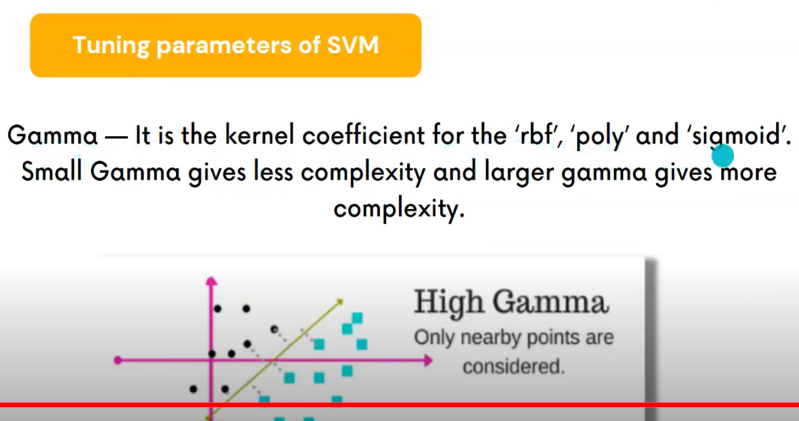 Tuning parameters of SVM
Gamma — It is the kernel coefficient for the ‘rbf’, ‘poly’ and ‘sigmoid’.
Small Gamma gives less complexity and larger gamma gives more
complexity.
High Gamma
Only nearby points are
considered.